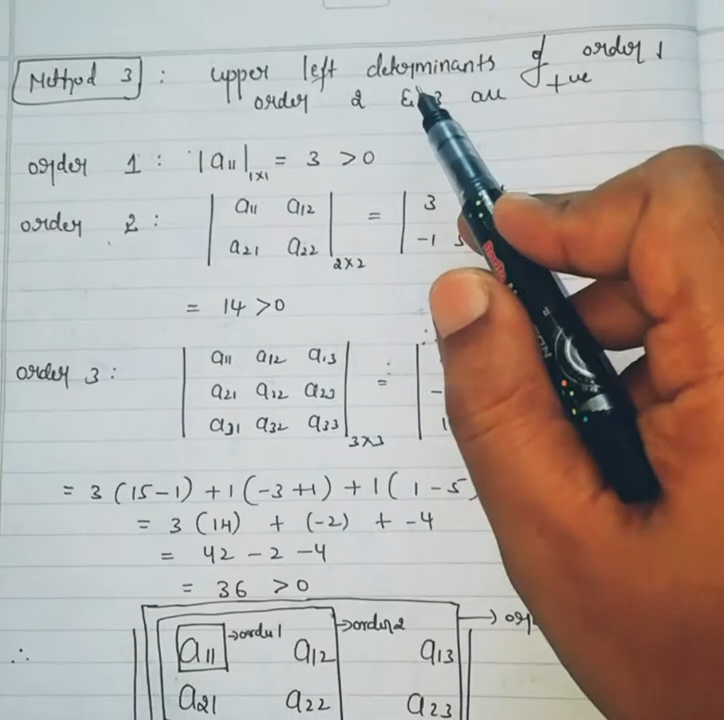 Method 3 : upper left determinants of order 1
order 2 & 3 are +ve
order 1 : |a11|1x1 = 3 >0
order 2 : | a11 a12 | = | 3
| a21 a22 |2x2 | -1 5
= 14 >0
order 3 : | a11 a12 a13 | =
| a21 a22 a23 | -
| a31 a32 a33 |3x3 1
= 3 (15-1) +1 (-3+1) +1 ( 1-5)
= 3 (14) + (-2) + -4
= 42 -2 -4
= 36 >0
∴ a11 →order1 a12 →order2 a13 →
a21 a22 a23